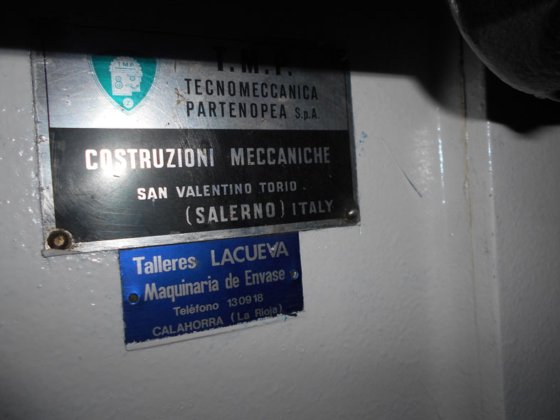 T.M.P.
T.M.P.
TECNOMECCANICA
PARTENOPEA S.p.A.
COSTRUZIONI MECCANICHE
SAN VALENTINO TORIO
(SALERNO) ITALY
Talleres LACUEVA
Maquinaria de Envase
Teléfono 130918
CALAHORRA (La Rioja)